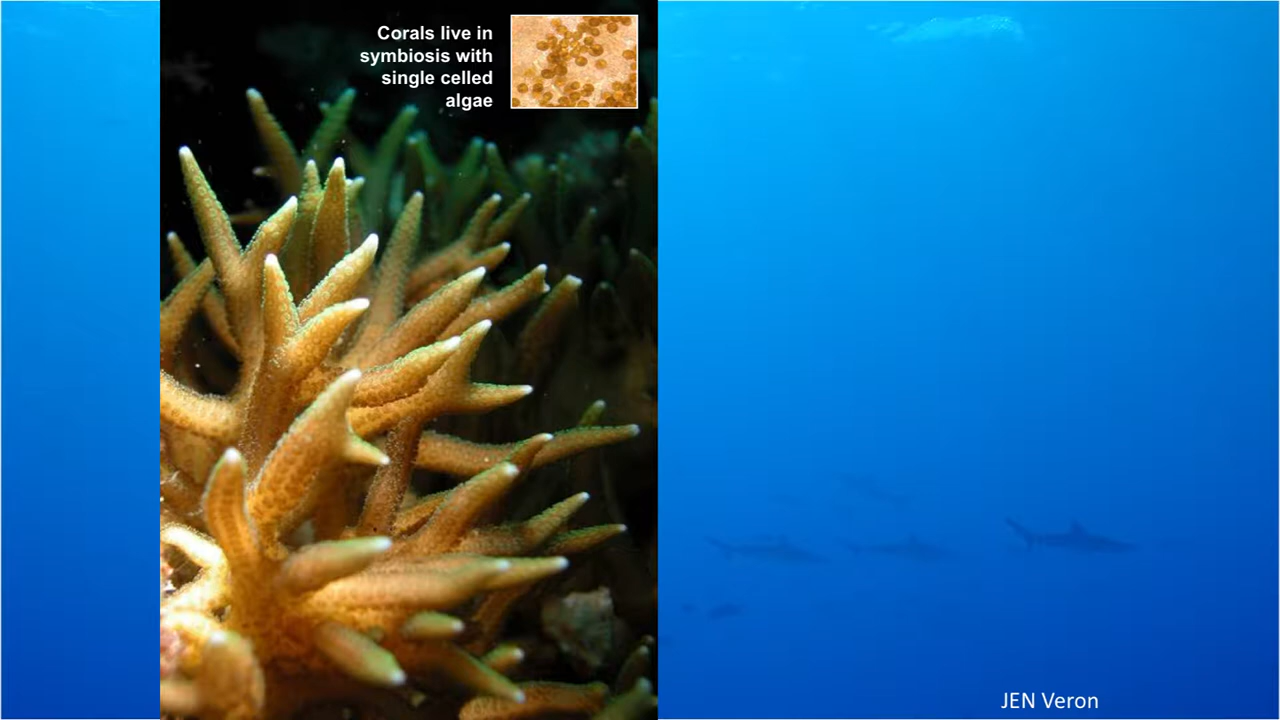 Corals live in
symbiosis with
single celled
algae
JEN Veron